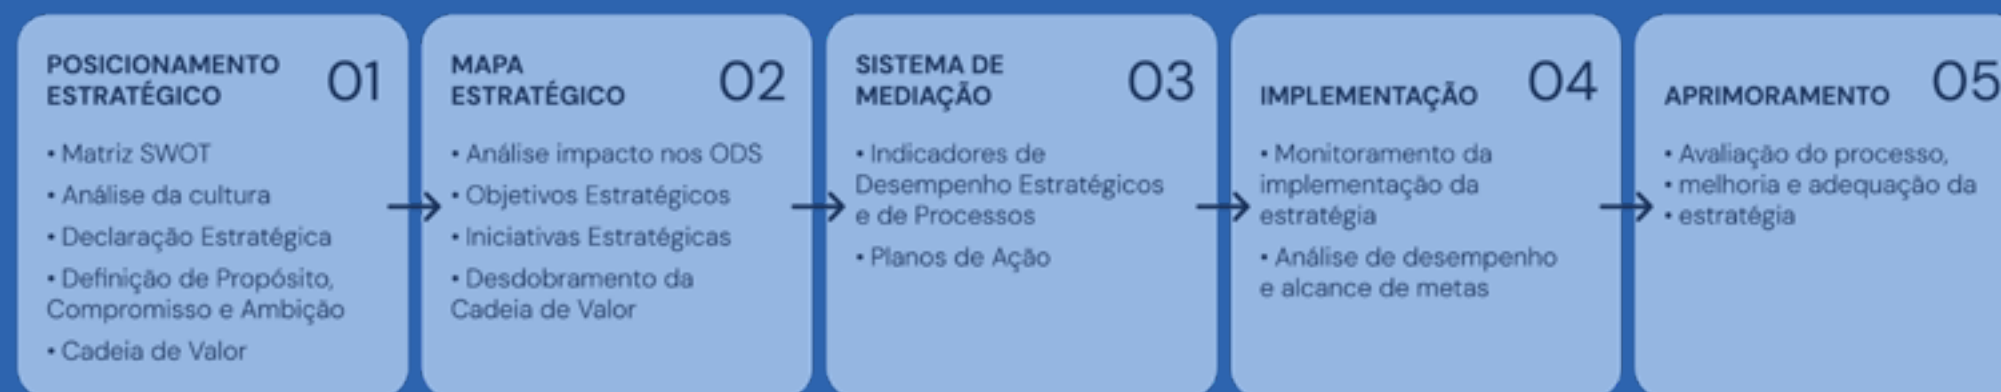 POSICIONAMENTO
ESTRATÉGICO
01
• Matriz SWOT
• Análise da cultura
• Declaração Estratégica
• Definição de Propósito,
Compromisso e Ambição
• Cadeia de Valor
MAPA
ESTRATÉGICO
02
• Análise impacto nos ODS
• Objetivos Estratégicos
• Iniciativas Estratégicas
• Desdobramento da
Cadeia de Valor
SISTEMA DE
MEDIAÇÃO
03
• Indicadores de
Desempenho Estratégicos
e de Processos
• Planos de Ação
IMPLEMENTAÇÃO
04
• Monitoramento da
implementação da
estratégia
• Análise de desempenho
e alcance de metas
APRIMORAMENTO
05
• Avaliação do processo,
• melhoria e adequação da
• estratégia